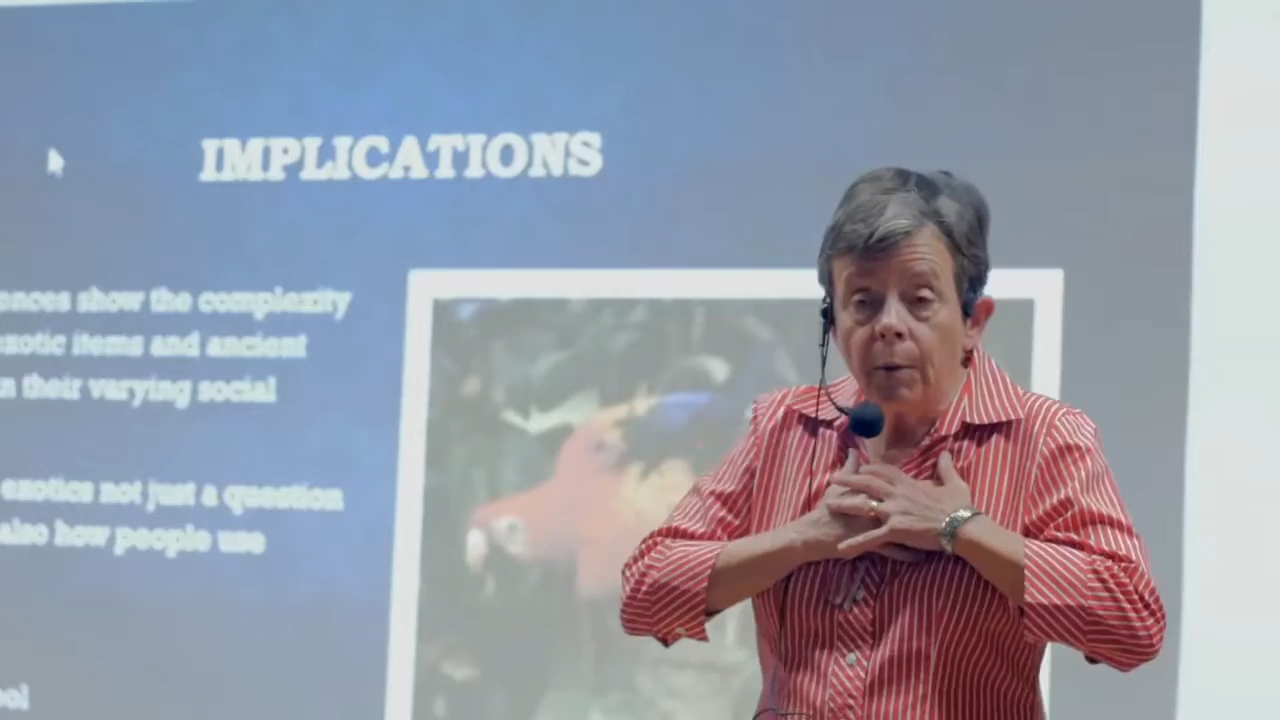 IMPLICATIONS
ences show the complexity
exotic items and ancient
n their varying social
exotics not just a question
also how people use
ool